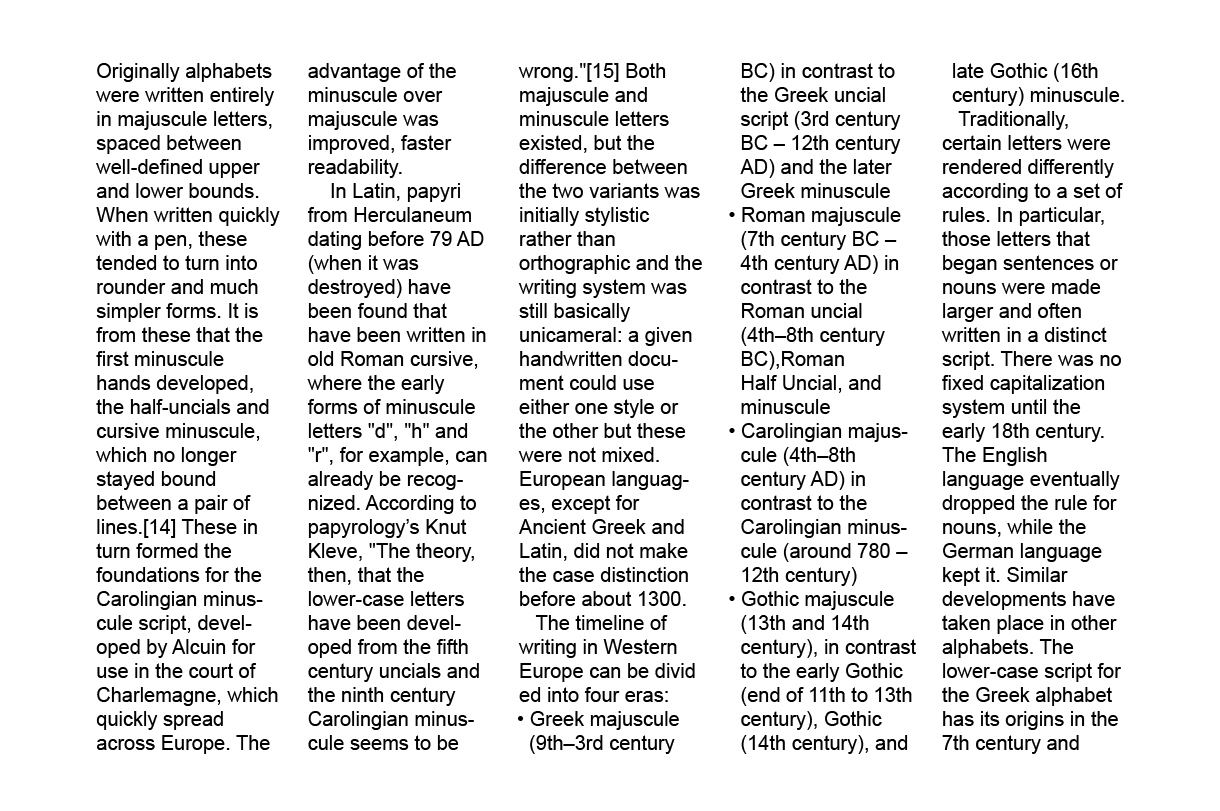 Originally alphabets
were written entirely
in majuscule letters,
spaced between
well-defined upper
and lower bounds.
When written quickly
with a pen, these
tended to turn into
rounder and much
simpler forms. It is
from these that the
first minuscule
hands developed,
the half-uncials and
cursive minuscule,
which no longer
stayed bound
between a pair of
lines.[14] These in
turn formed the
foundations for the
Carolingian minus-
cule script, devel-
oped by Alcuin for
use in the court of
Charlemagne, which
quickly spread
across Europe. The
advantage of the
minuscule over
majuscule was
improved, faster
readability.
In Latin, papyri
from Herculaneum
dating before 79 AD
(when it was
destroyed) have
been found that
have been written in
old Roman cursive,
where the early
forms of minuscule
letters "d", "h" and
"r", for example, can
already be recog-
nized. According to
papyrology’s Knut
Kleve, "The theory,
then, that the
lower-case letters
have been devel-
oped from the fifth
century uncials and
the ninth century
Carolingian minus-
cule seems to be
wrong."[15] Both
majuscule and
minuscule letters
existed, but the
difference between
the two variants was
initially stylistic
rather than
orthographic and the
writing system was
still basically
unicameral: a given
handwritten docu-
ment could use
either one style or
the other but these
were not mixed.
European languag-
es, except for
Ancient Greek and
Latin, did not make
the case distinction
before about 1300.
The timeline of
writing in Western
Europe can be divid
ed into four eras:
• Greek majuscule
(9th–3rd century
BC) in contrast to
the Greek uncial
script (3rd century
BC – 12th century
AD) and the later
Greek minuscule
• Roman majuscule
(7th century BC –
4th century AD) in
contrast to the
Roman uncial
(4th–8th century
BC),Roman
Half Uncial, and
minuscule
• Carolingian majus-
cule (4th–8th
century AD) in
contrast to the
Carolingian minus-
cule (around 780 –
12th century)
• Gothic majuscule
(13th and 14th
century), in contrast
to the early Gothic
(end of 11th to 13th
century), Gothic
(14th century), and
late Gothic (16th
century) minuscule.
Traditionally,
certain letters were
rendered differently
according to a set of
rules. In particular,
those letters that
began sentences or
nouns were made
larger and often
written in a distinct
script. There was no
fixed capitalization
system until the
early 18th century.
The English
language eventually
dropped the rule for
nouns, while the
German language
kept it. Similar
developments have
taken place in other
alphabets. The
lower-case script for
the Greek alphabet
has its origins in the
7th century and